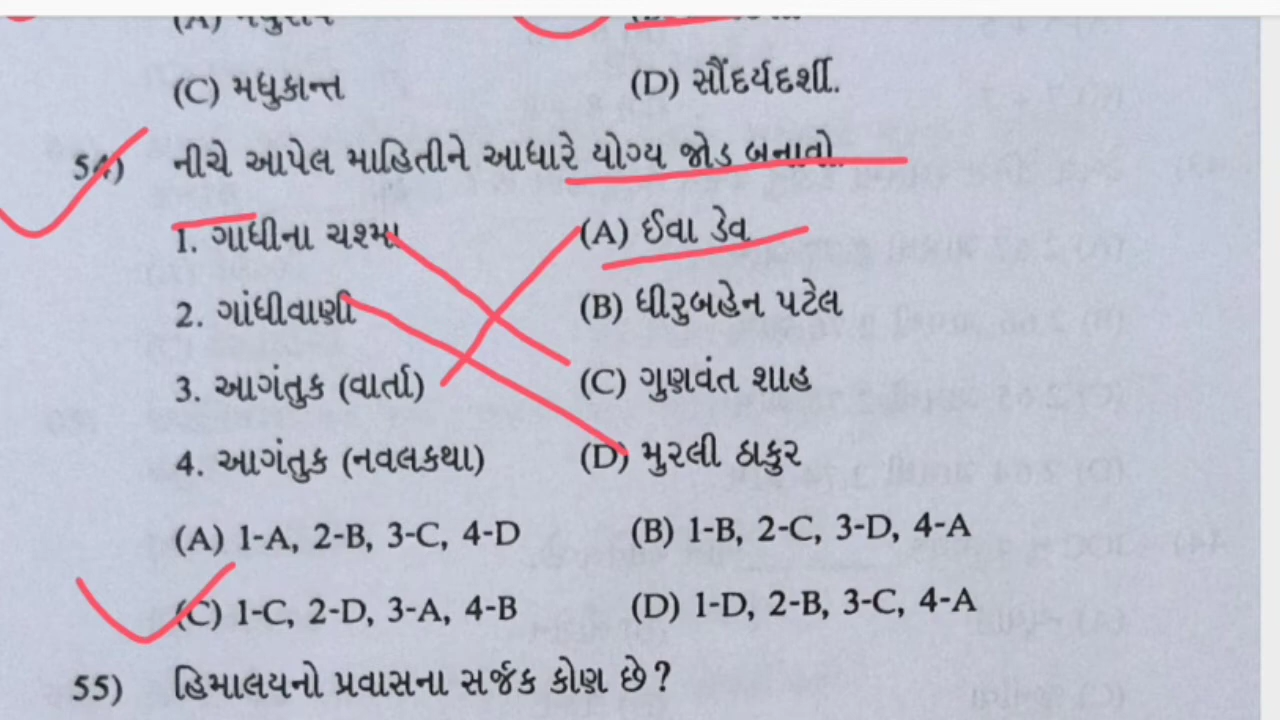 (C) મધુકાન્ત (D) સૌંદર્યદર્શી.
54) નીચે આપેલ માહિતીને આધારે યોગ્ય જોડ બનાવો.
1. ગાંધીના ચશ્મા (A) ઈવા ડેવ
2. ગાંધીવાણી (B) ધીરુબહેન પટેલ
3. આગંતુક (વાર્તા) (C) ગુણવંત શાહ
4. આગંતુક (નવલકથા) (D) મુરલી ઠાકુર
(A) 1-A, 2-B, 3-C, 4-D (B) 1-B, 2-C, 3-D, 4-A
(C) 1-C, 2-D, 3-A, 4-B (D) 1-D, 2-B, 3-C, 4-A
55) હિમાલયનો પ્રવાસના સર્જક કોણ છે?